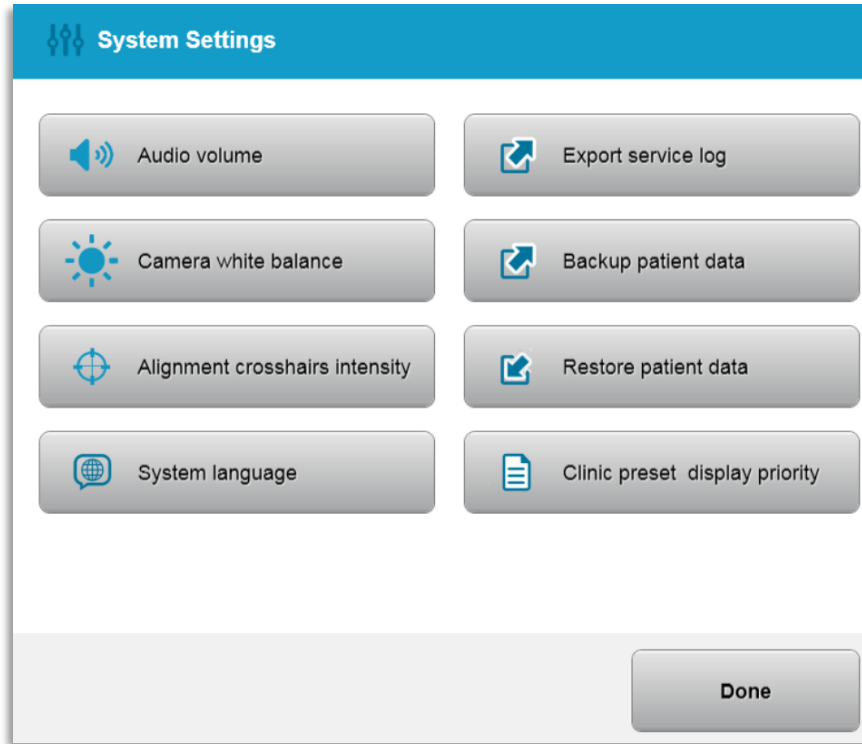 System Settings
Audio volume
Export service log
Camera white balance
Backup patient data
Alignment crosshairs intensity
Restore patient data
System language
Clinic preset  display priority
Done